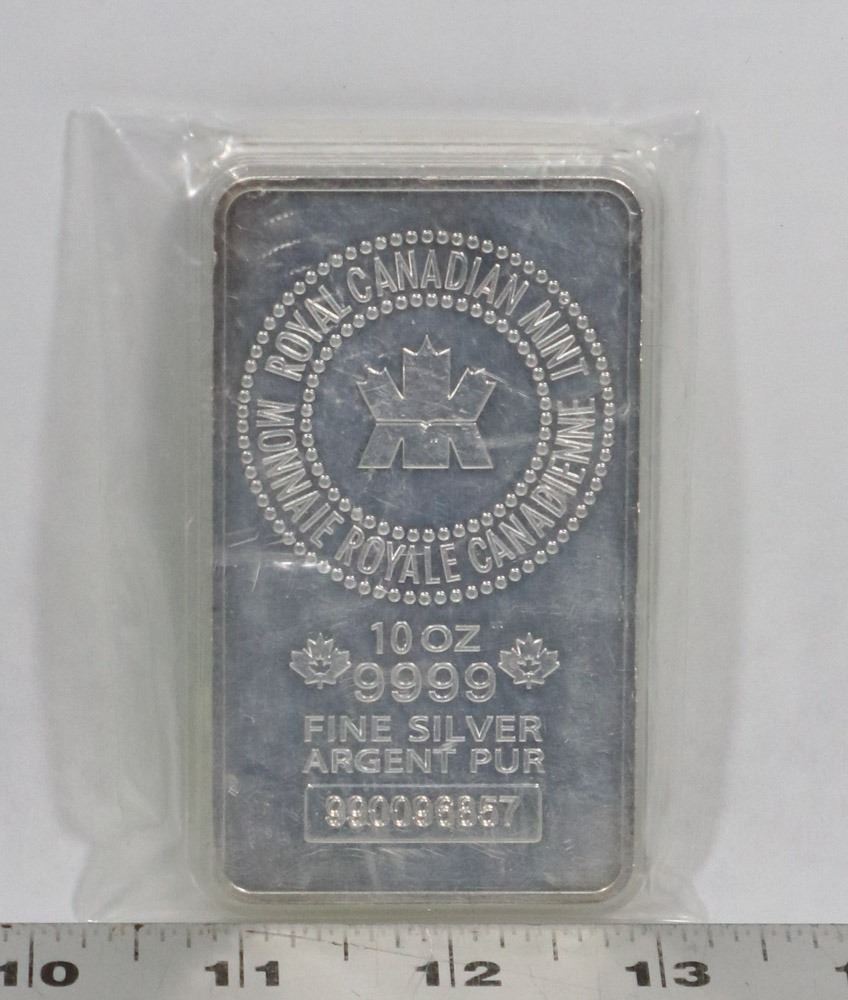 ROYAL CANADIAN MINT
MONNAIE ROYALE CANADIENNE
10 OZ
9999
FINE SILVER
ARGENT PUR
10 11 12 13